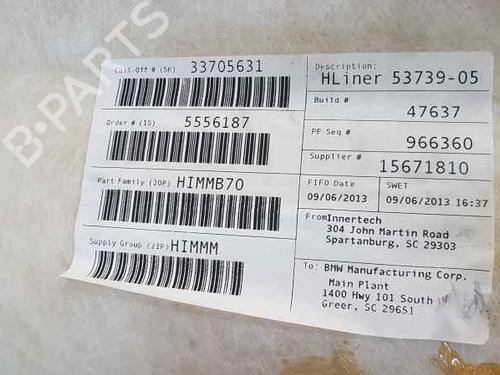 Call-Off # (5K) 33705631
Order # (15) 5556187
Part Family (20P) HIMMB70
Supply Group (21P) HIMMM
Description:
HLiner 53739-05
Build #
47637
PF Seq #
966360
Supplier #
15671810
FIFO Date
09/06/2013
SWET
09/06/2013 16:37
From: Innertech
304 John Martin Road
Spartanburg, SC 29303
To: BMW Manufacturing Corp.
Main Plant
1400 Hwy 101 South
Greer, SC 29651
B-PARTS